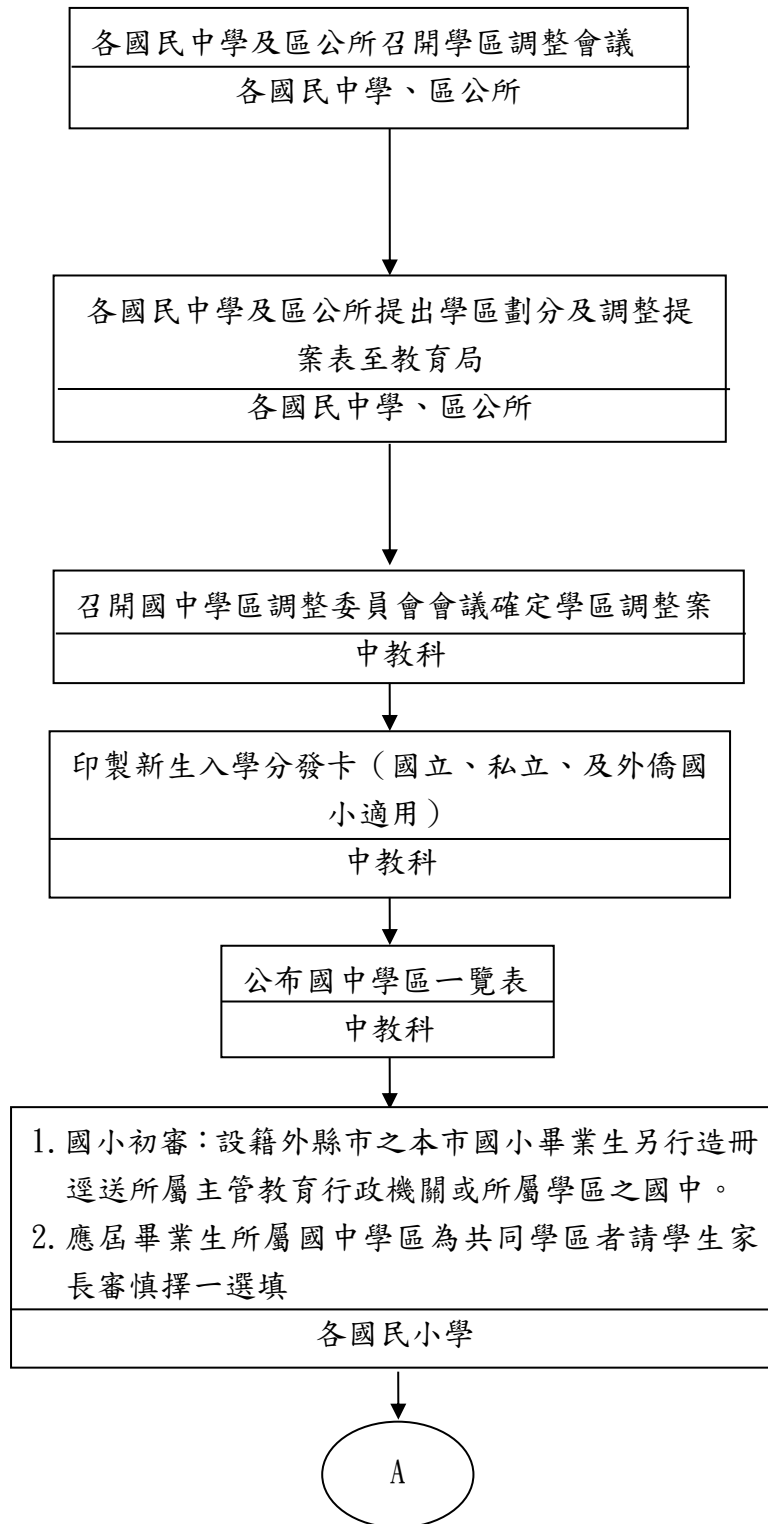 各國民中學及區公所召開學區調整會議
各國民中學、區公所
各國民中學及區公所提出學區劃分及調整提
案表至教育局
各國民中學、區公所
召開國中學區調整委員會會議確定學區調整案
中教科
印製新生入學分發卡（國立、私立、及外僑國
小適用）
中教科
公布國中學區一覽表
中教科
1.國小初審：設籍外縣市之本市國小畢業生另行造冊
逕送所屬主管教育行政機關或所屬學區之國中。
2.應屆畢業生所屬國中學區為共同學區者請學生家
長審慎擇一選填
各國民小學
A